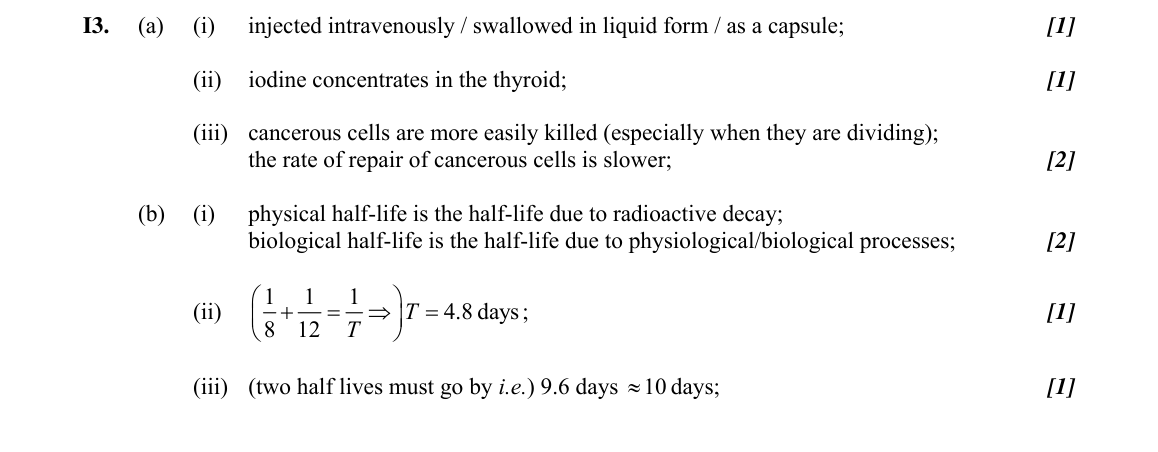 I3. (a) (i) injected intravenously / swallowed in liquid form / as a capsule; [1]
(ii) iodine concentrates in the thyroid; [1]
(iii) cancerous cells are more easily killed (especially when they are dividing);
the rate of repair of cancerous cells is slower; [2]
(b) (i) physical half-life is the half-life due to radioactive decay;
biological half-life is the half-life due to physiological/biological processes; [2]
(ii) (1/8 + 1/12 = 1/T ⇒) T = 4.8 days; [1]
(iii) (two half lives must go by i.e.) 9.6 days ≈ 10 days; [1]